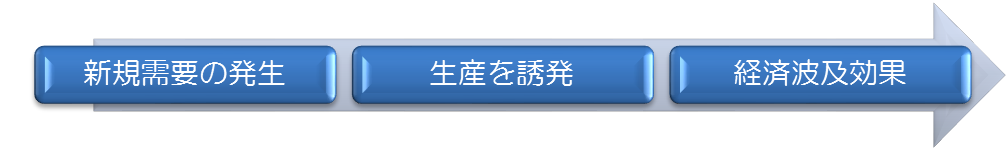 新規需要の発生
生産を誘発
経済波及効果